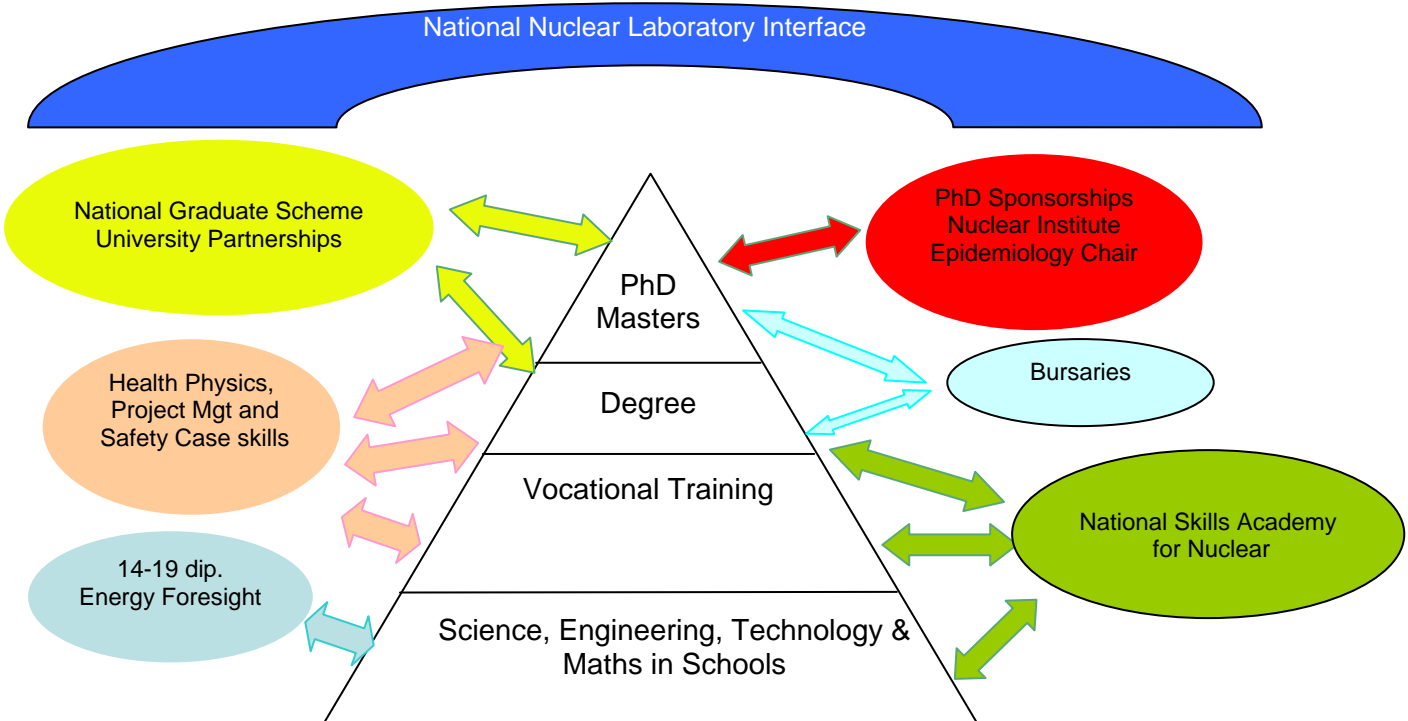 National Nuclear Laboratory Interface
National Graduate Scheme
University Partnerships
PhD Sponsorships
Nuclear Institute
Epidemiology Chair
PhD
Masters
Health Physics,
Project Mgt and
Safety Case skills
Bursaries
Degree
Vocational Training
National Skills Academy
for Nuclear
14-19 dip.
Energy Foresight
Science, Engineering, Technology &
Maths in Schools